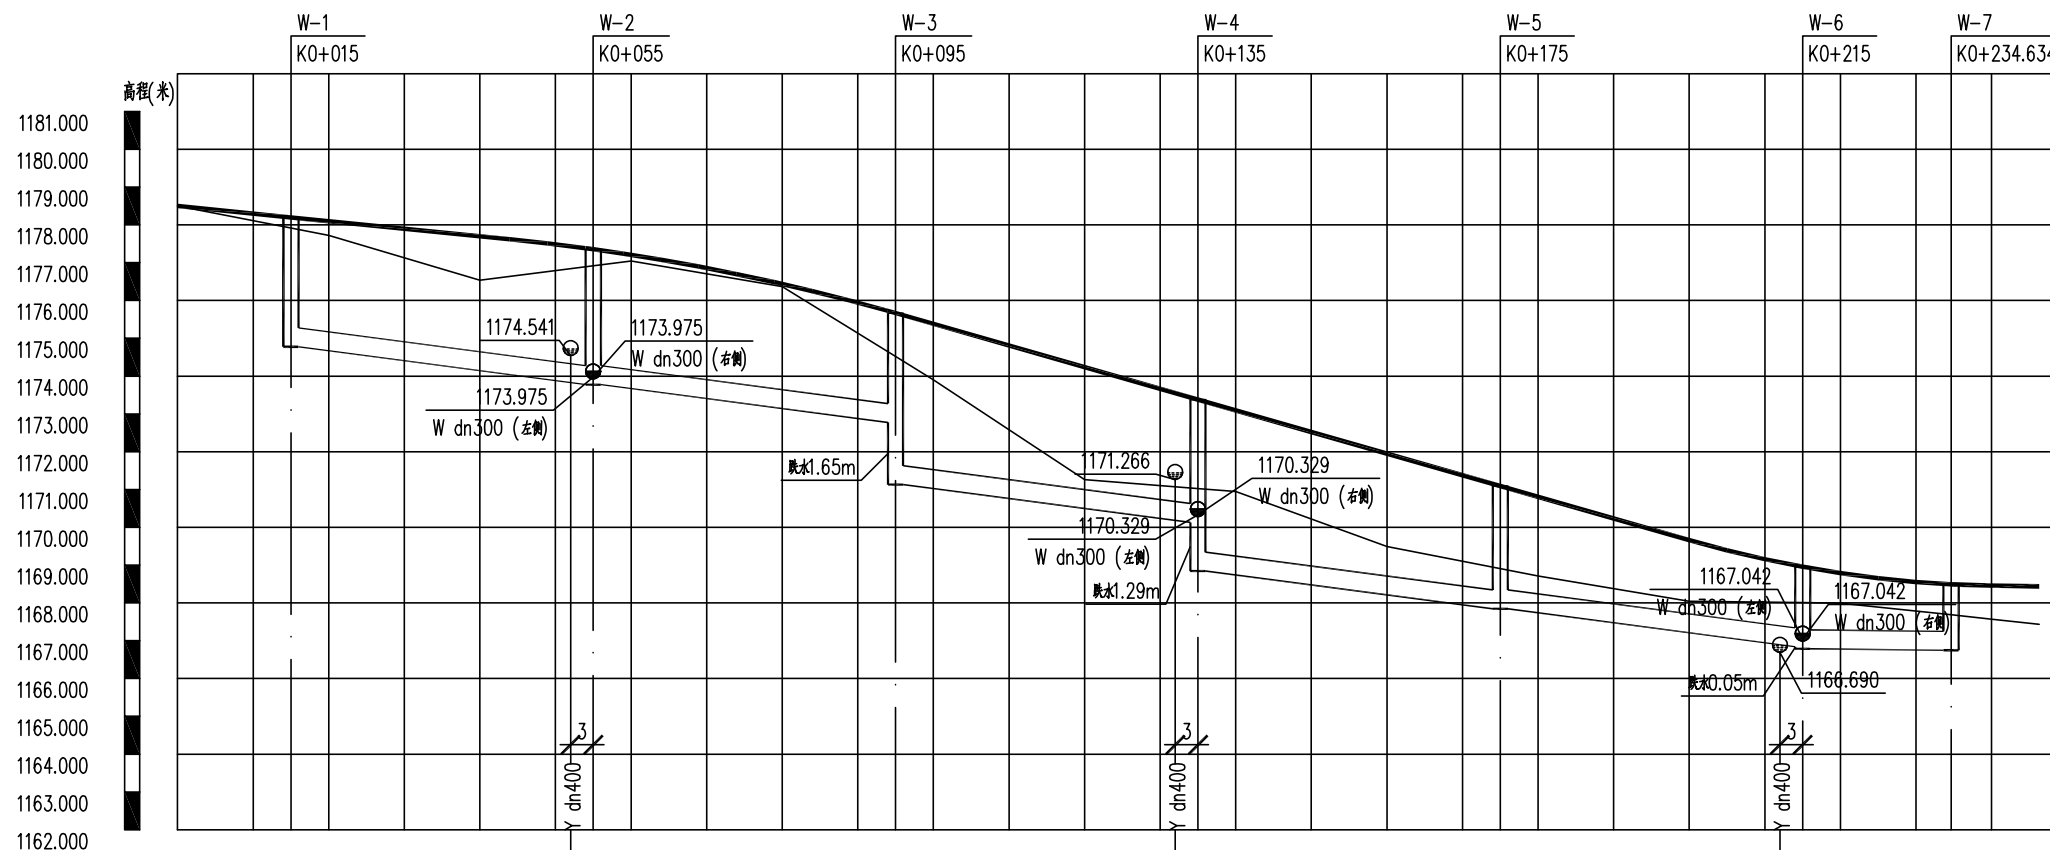 W-1
K0+015
W-2
K0+055
W-3
K0+095
W-4
K0+135
W-5
K0+175
W-6
K0+215
W-7
K0+234.634
高程(米)
1181.000
1180.000
1179.000
1178.000
1177.000
1176.000
1175.000
1174.000
1173.000
1172.000
1171.000
1170.000
1169.000
1168.000
1167.000
1166.000
1165.000
1164.000
1163.000
1162.000
1174.541
1173.975
W dn300 (右侧)
1173.975
W dn300 (左侧)
跌水1.65m
1171.266
1170.329
W dn300 (右侧)
1170.329
W dn300 (左侧)
跌水1.29m
1167.042
W dn300 (左侧)
1167.042
W dn300 (右侧)
跌水0.05m
1166.690
3
Y dn400
3
Y dn400
3
Y dn400